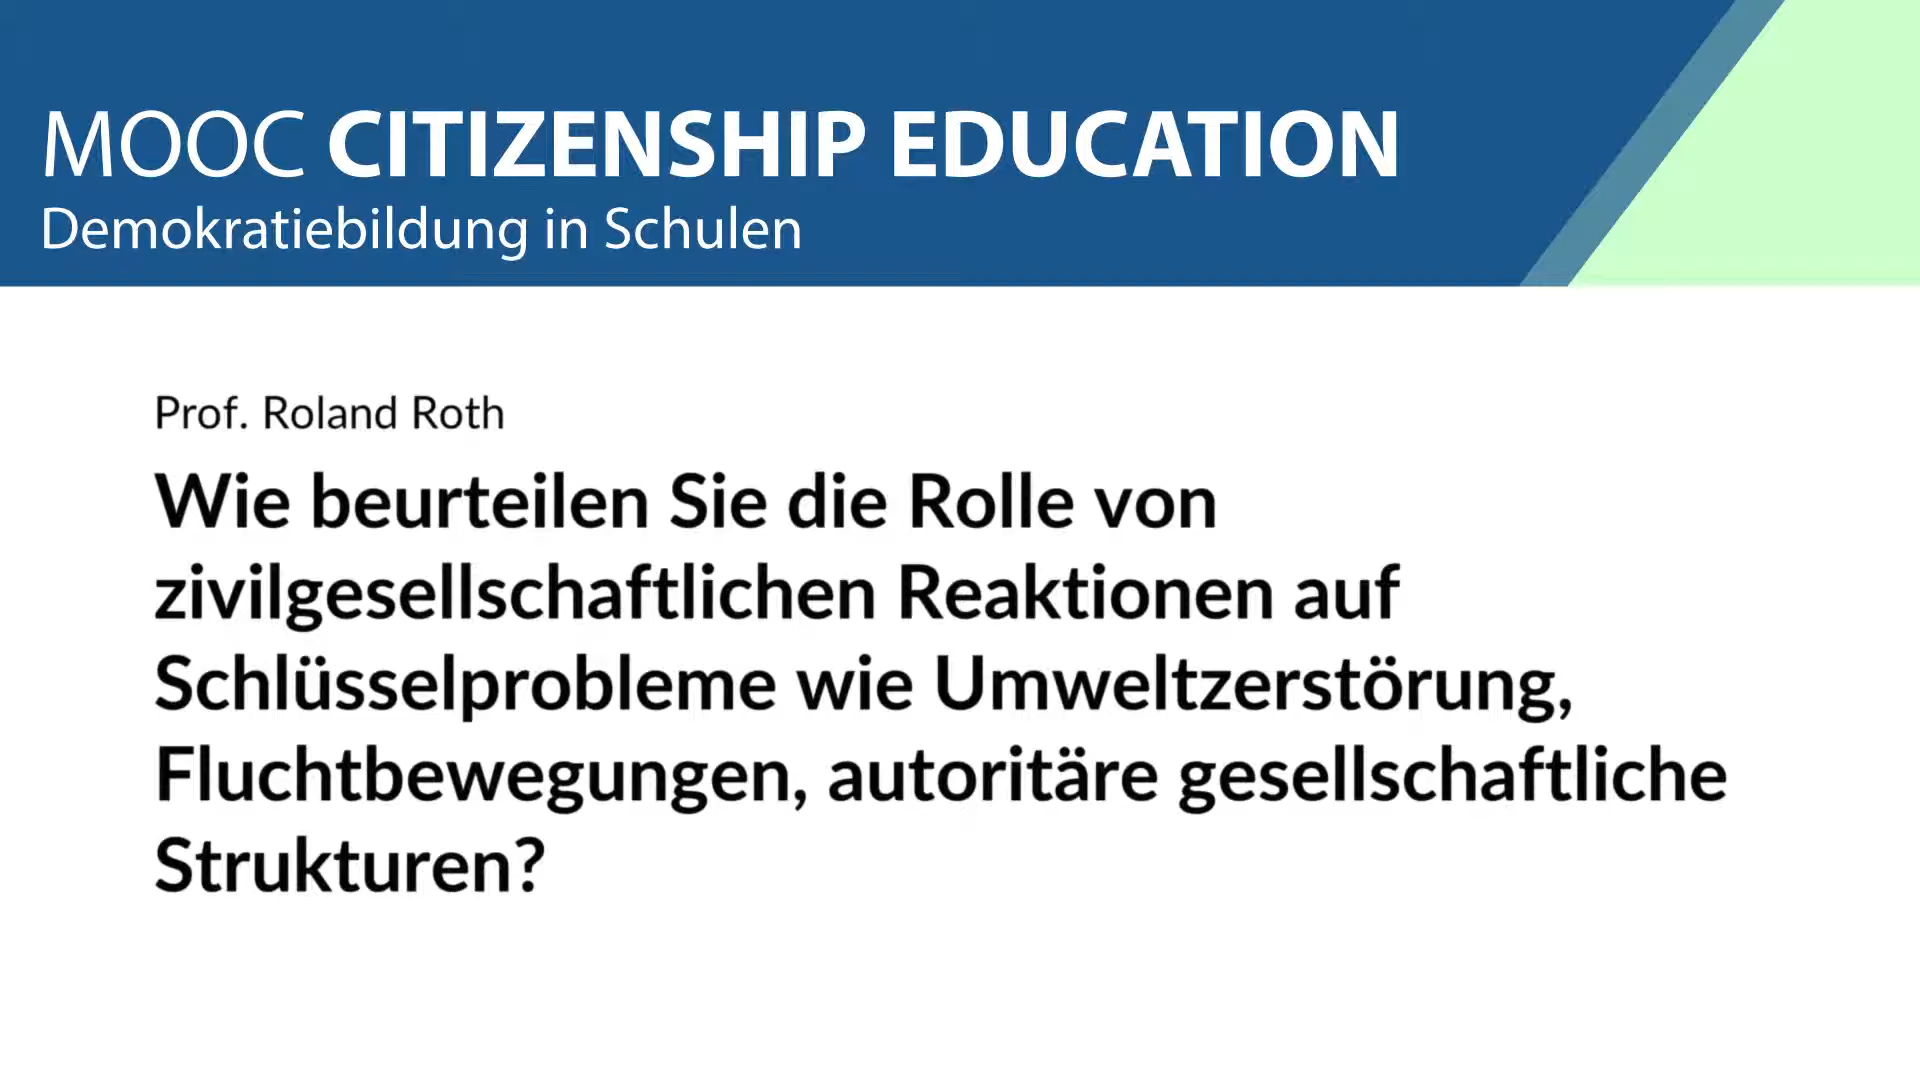 MOOC CITIZENSHIP EDUCATION
Demokratiebildung in Schulen
Prof. Roland Roth
Wie beurteilen Sie die Rolle von
zivilgesellschaftlichen Reaktionen auf
Schlüsselprobleme wie Umweltzerstörung,
Fluchtbewegungen, autoritäre gesellschaftliche
Strukturen?